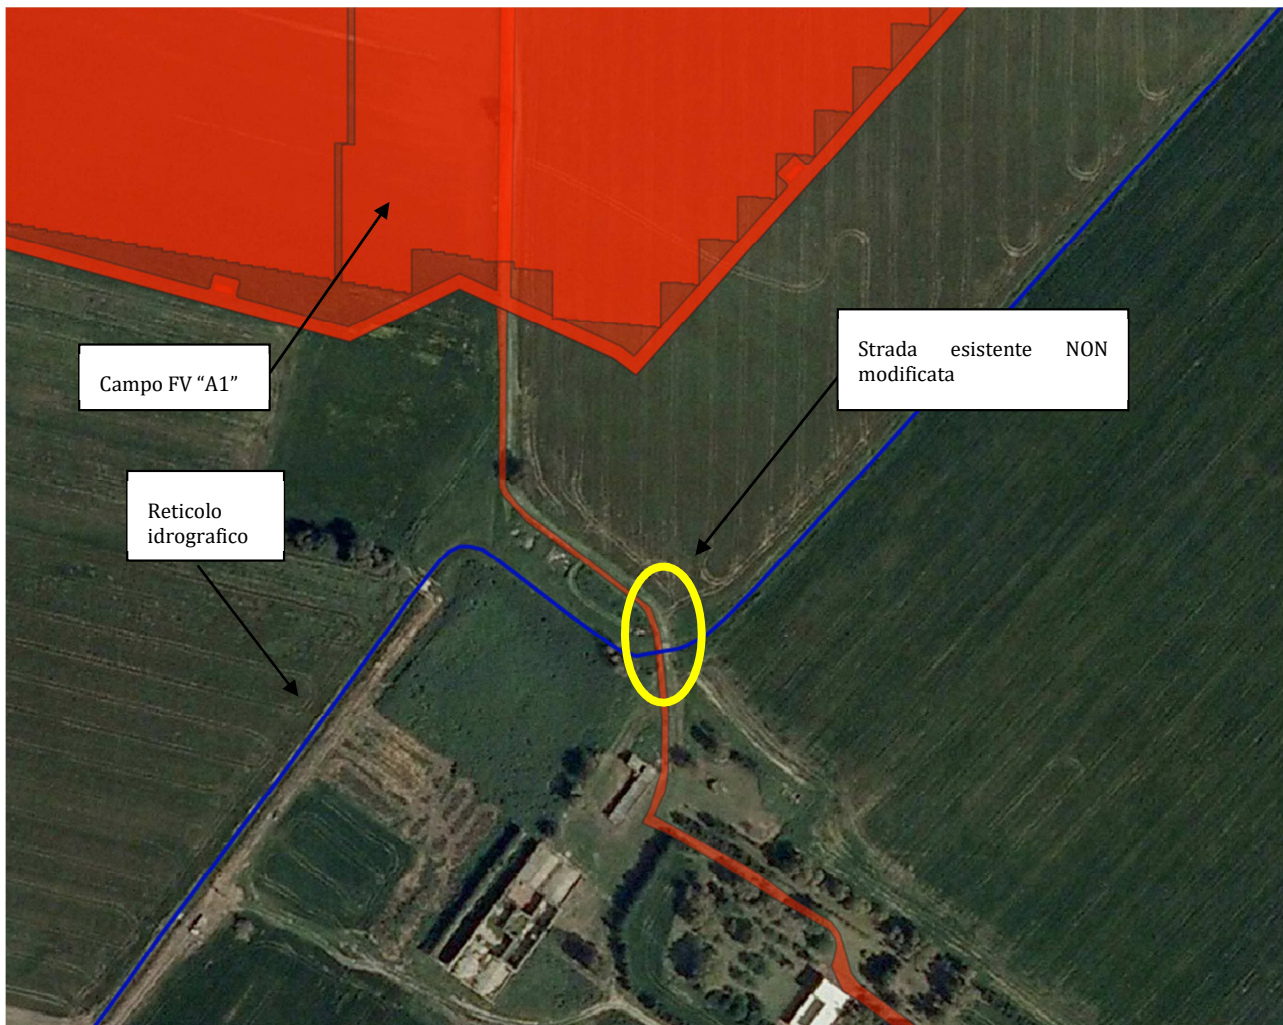 Campo FV “A1”
Strada esistente NON
modificata
Reticolo
idrografico